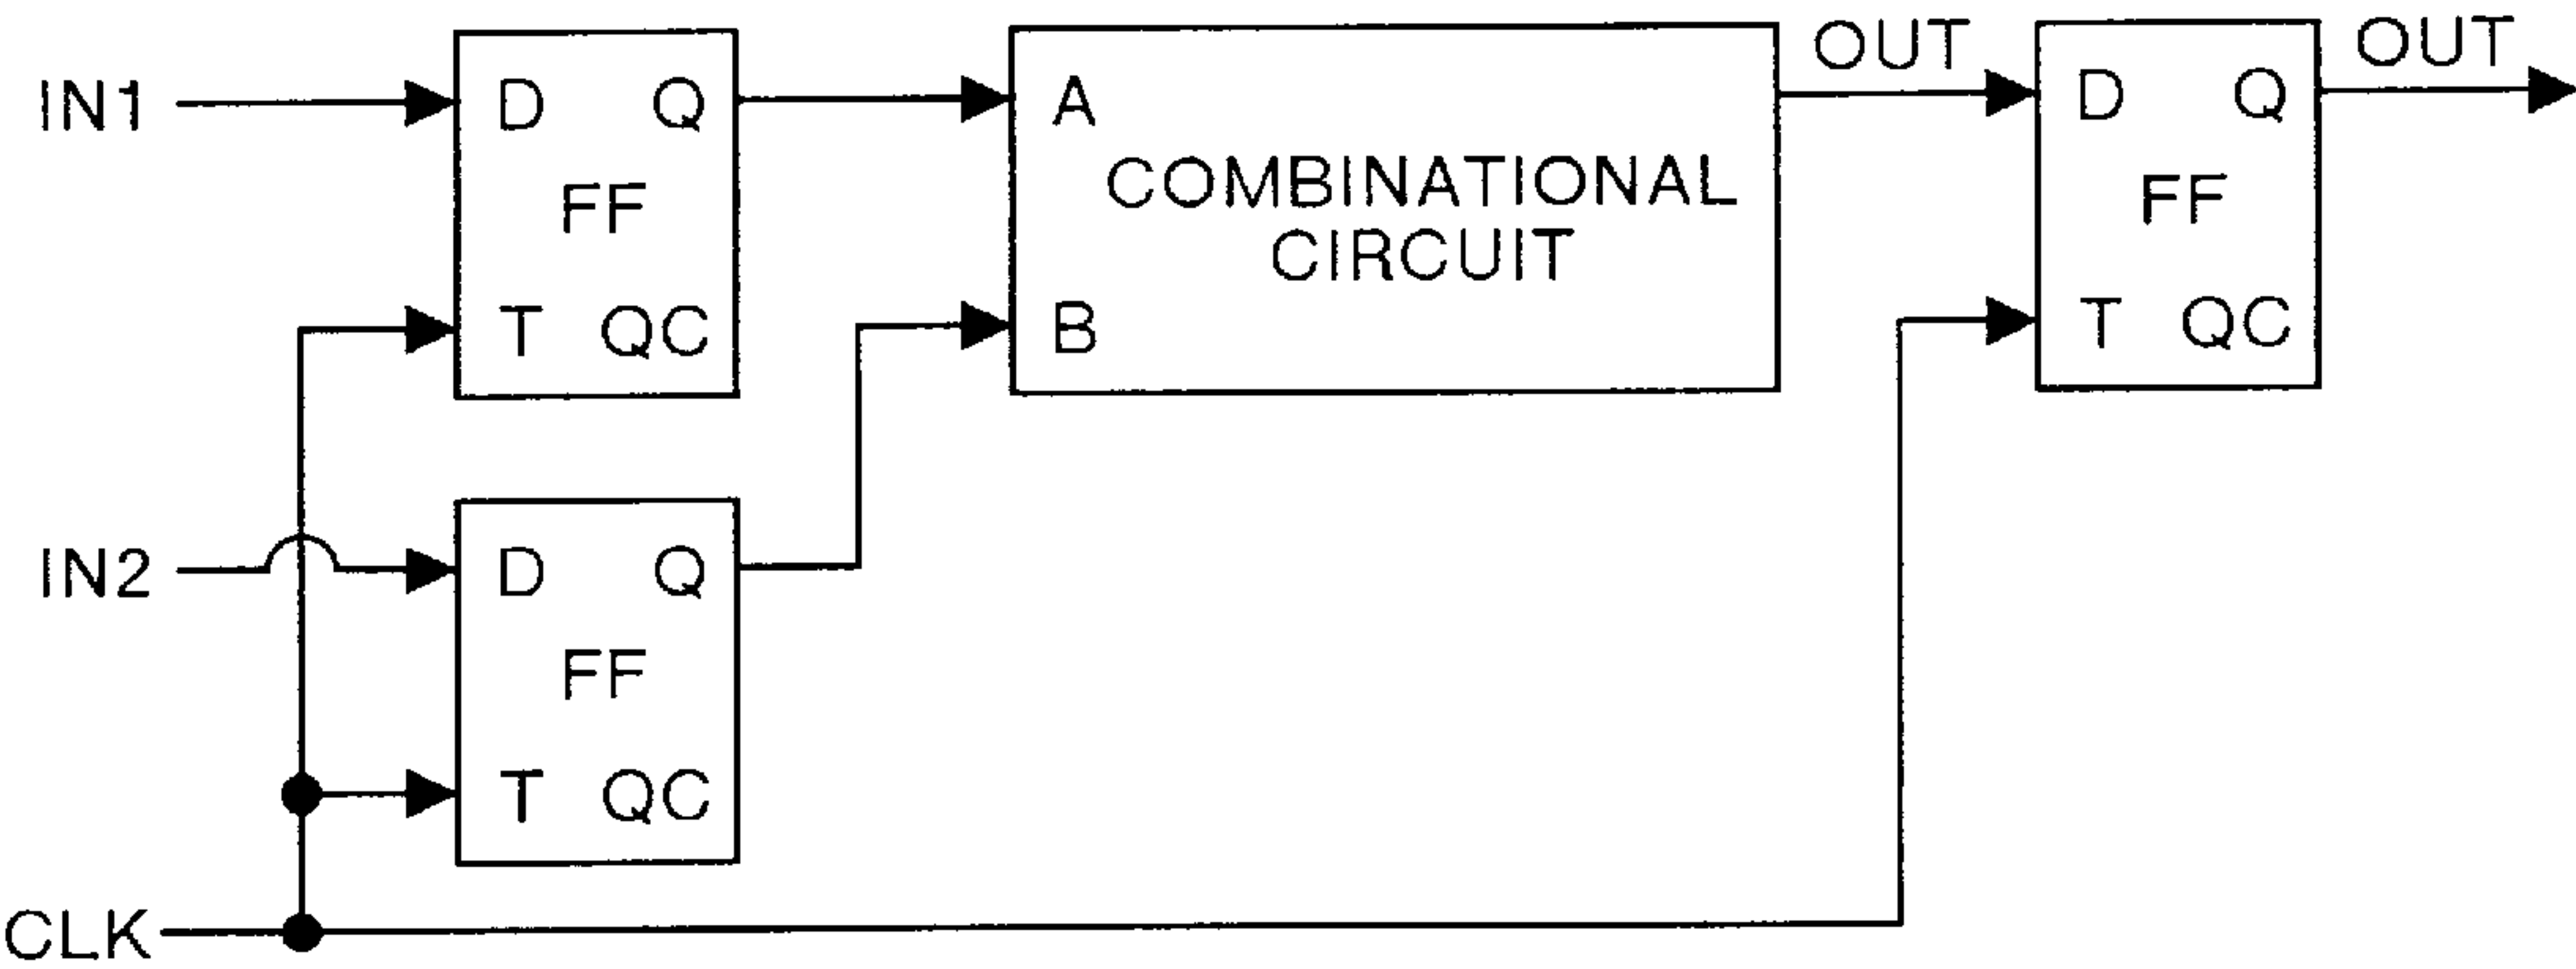 IN1
D Q
FF
T QC
A
COMBINATIONAL
CIRCUIT
B
OUT
D Q
FF
T QC
OUT
IN2
D Q
FF
T QC
CLK